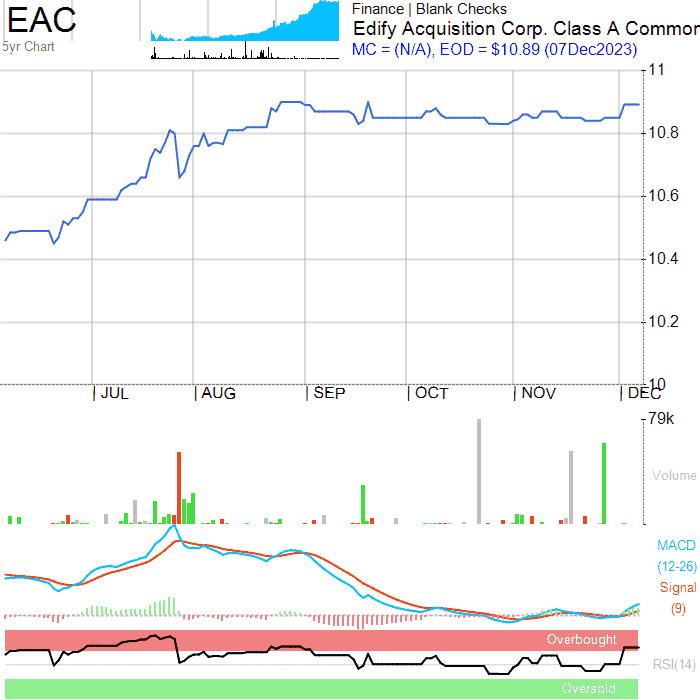 EAC
5yr Chart
Finance | Blank Checks
Edify Acquisition Corp. Class A Common
MC = (N/A), EOD = $10.89 (07Dec2023)
11
10.8
10.6
10.4
10.2
10
JUL
AUG
SEP
OCT
NOV
DEC
79k
Volume
MACD
(12-26)
Signal
(9)
Overbought
RSI(14)
Oversold